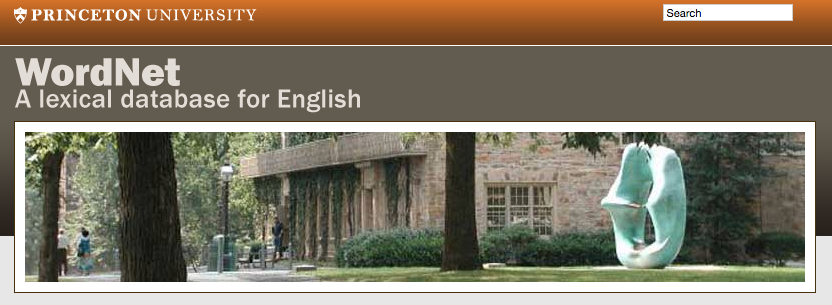 PRINCETON UNIVERSITY
Search
WordNet
A lexical database for English